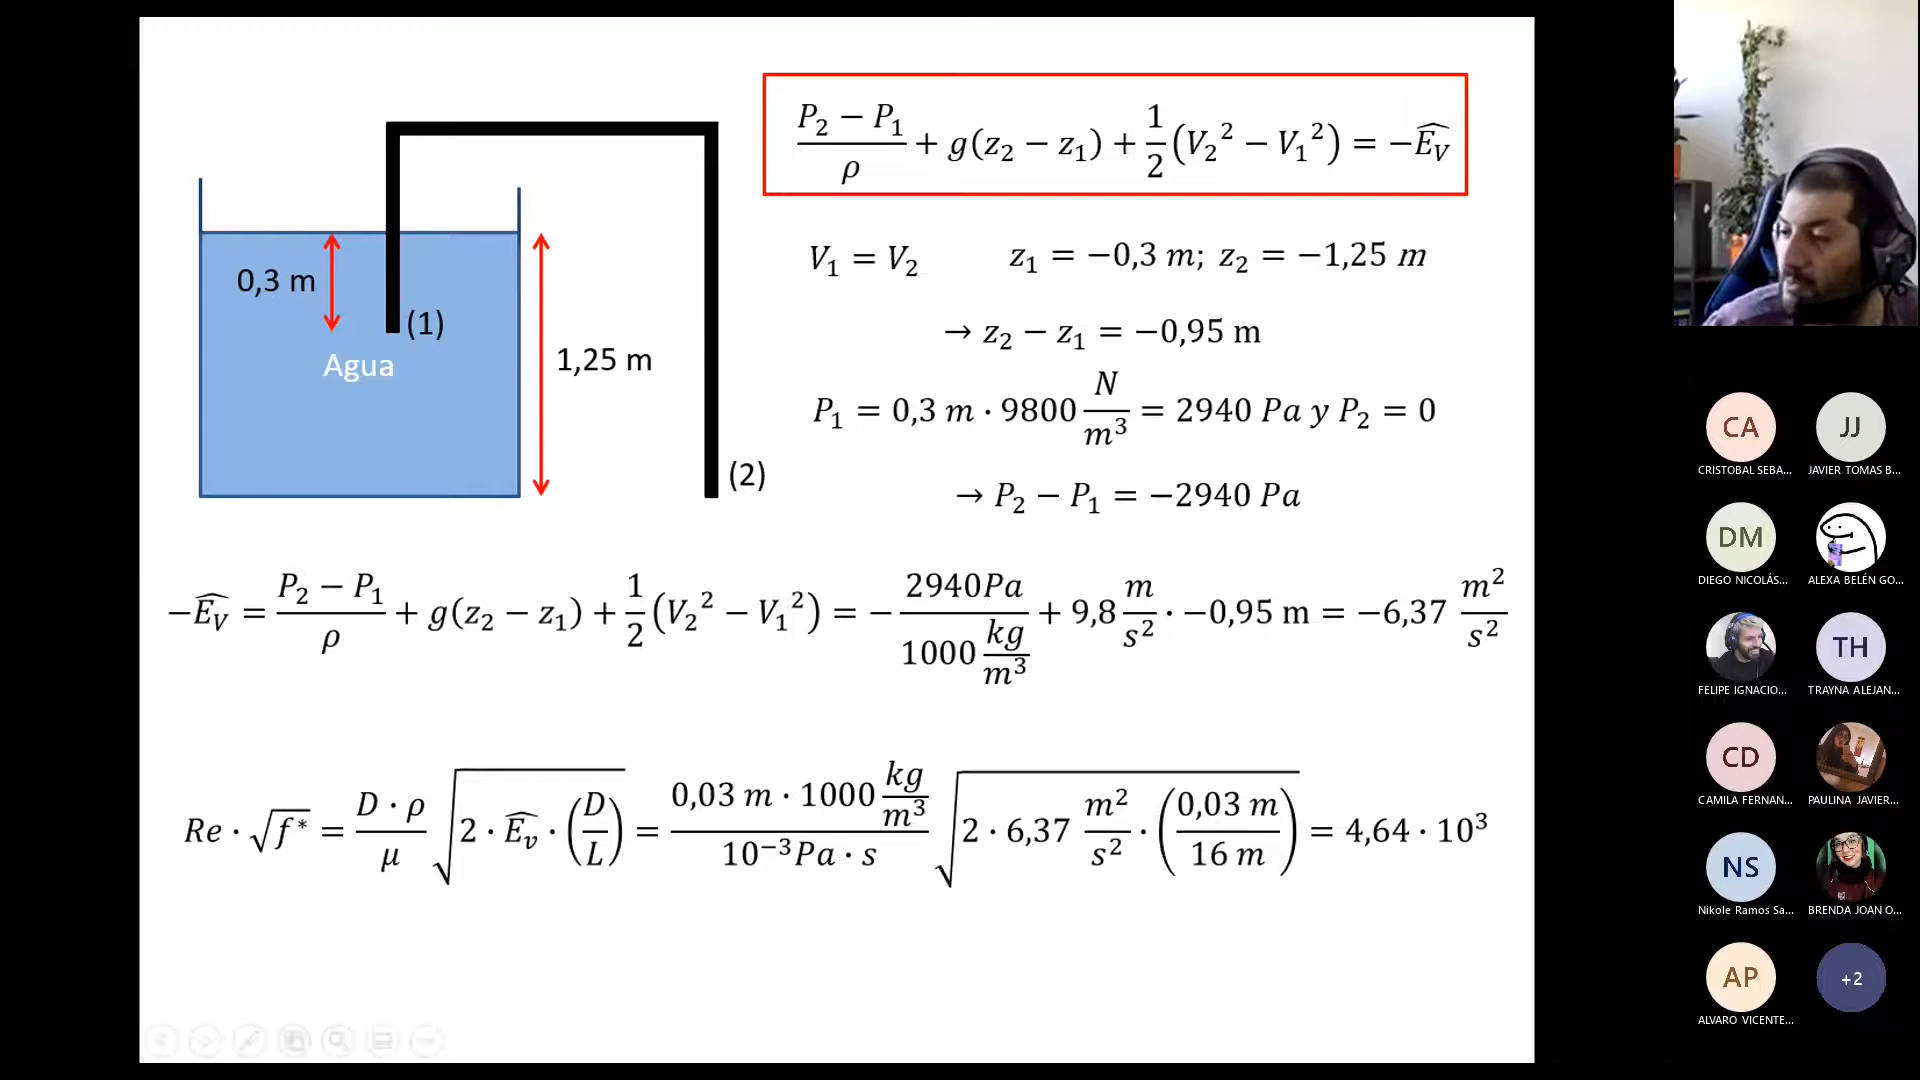 (P₂ − P₁)/ρ + g(z₂ − z₁) + 1/2 (V₂² − V₁²) = −Êᵥ
V₁ = V₂ z₁ = −0,3 m; z₂ = −1,25 m
→ z₂ − z₁ = −0,95 m
P₁ = 0,3 m · 9800 N/m³ = 2940 Pa y P₂ = 0
→ P₂ − P₁ = −2940 Pa
0,3 m
(1)
Agua
1,25 m
(2)
−Êᵥ = (P₂ − P₁)/ρ + g(z₂ − z₁) + 1/2 (V₂² − V₁²) = − 2940Pa/(1000 kg/m³) + 9,8 m/s² · −0,95 m = −6,37 m²/s²
Re · √f* = (D · ρ)/μ √(2 · Êᵥ · (D/L)) = (0,03 m · 1000 kg/m³)/(10⁻³ Pa · s) √(2 · 6,37 m²/s² · (0,03 m/16 m)) = 4,64 · 10³
CA
JJ
CRISTOBAL SEBA...
JAVIER TOMAS B...
DM
DIEGO NICOLÁS...
ALEXA BELÉN GO...
TH
FELIPE IGNACIO...
TRAYNA ALEJAN...
CD
CAMILA FERNAN...
PAULINA JAVIER...
NS
Nikole Ramos Sa...
BRENDA JOAN O...
AP
+2
ALVARO VICENTE...